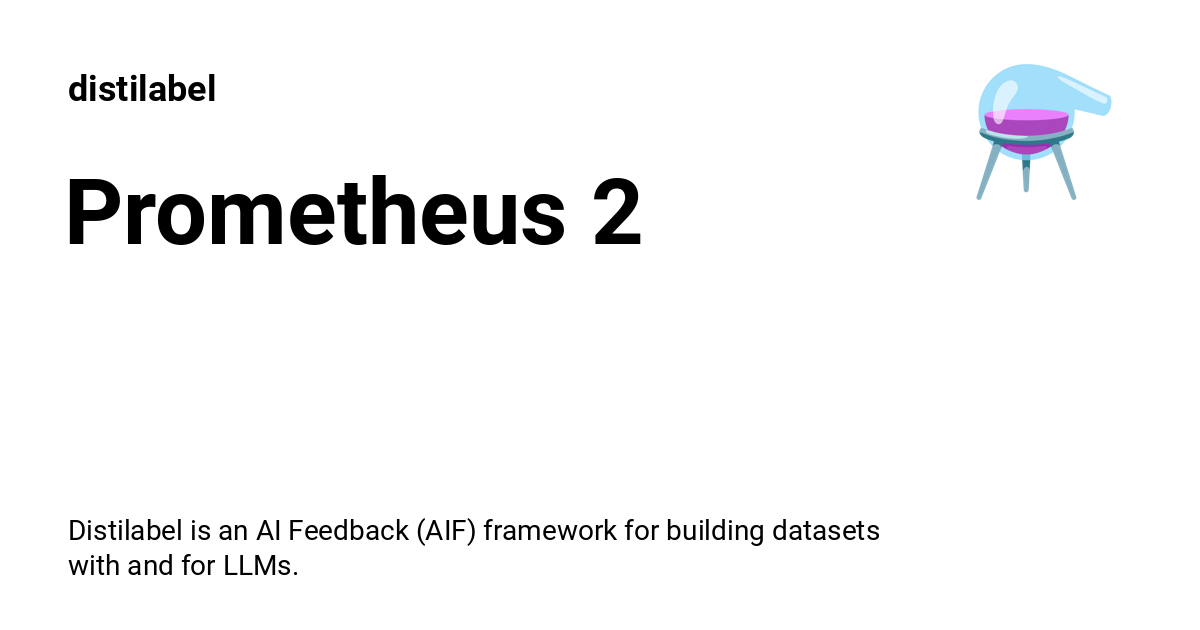 distilabel
Prometheus 2
Distilabel is an AI Feedback (AIF) framework for building datasets
with and for LLMs.